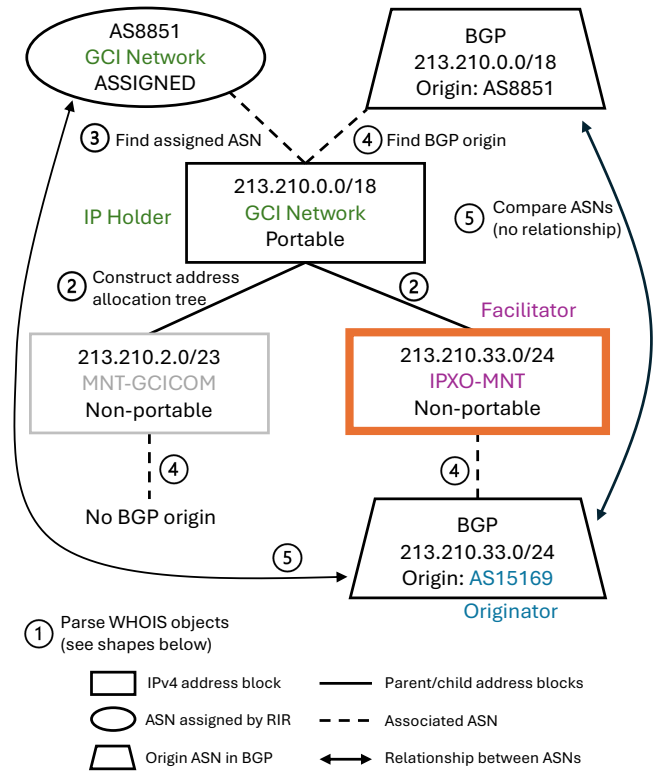 AS8851
GCI Network
ASSIGNED
BGP
213.210.0.0/18
Origin: AS8851
3 Find assigned ASN
4 Find BGP origin
213.210.0.0/18
GCI Network
Portable
IP Holder
5 Compare ASNs
(no relationship)
2 Construct address
allocation tree
2
Facilitator
213.210.2.0/23
MNT-GCICOM
Non-portable
213.210.33.0/24
IPXO-MNT
Non-portable
4
4
No BGP origin
BGP
213.210.33.0/24
Origin: AS15169
5
Originator
1 Parse WHOIS objects
(see shapes below)
IPv4 address block
Parent/child address blocks
ASN assigned by RIR
Associated ASN
Origin ASN in BGP
Relationship between ASNs